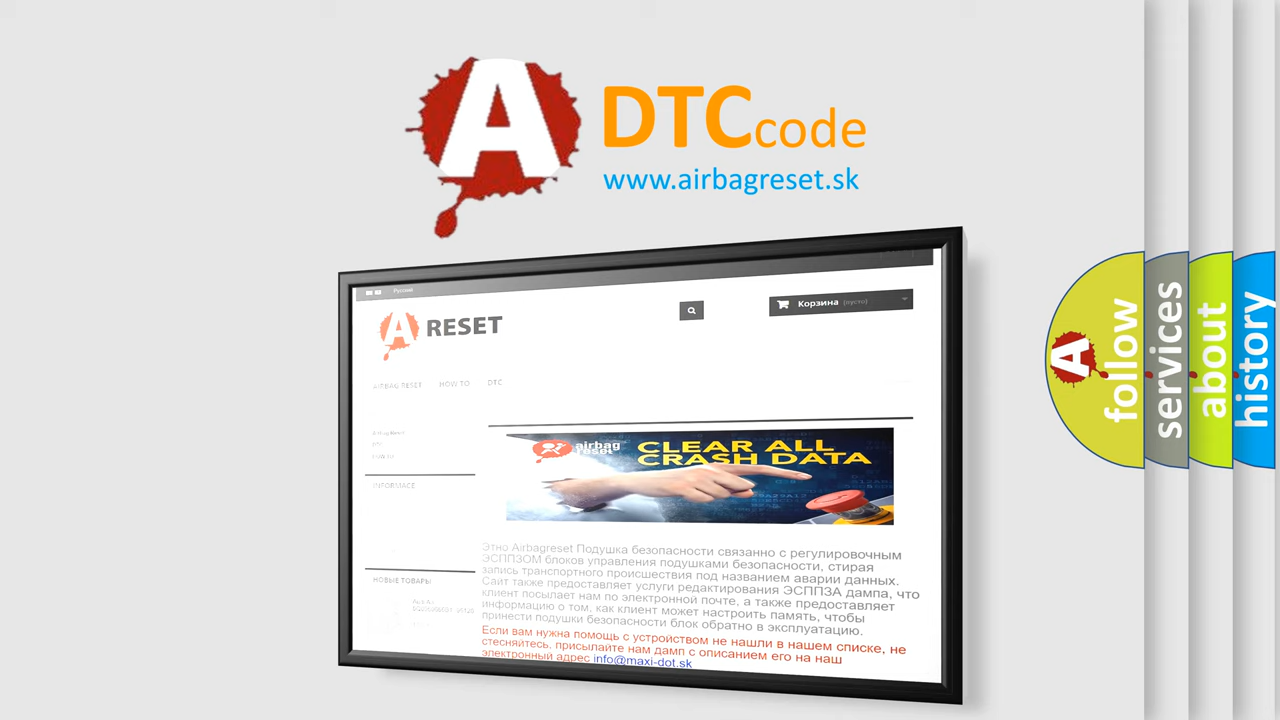 A DTCcode
www.airbagreset.sk
Русский
A RESET
Корзина (пусто)
AIRBAG RESET HOW TO DTC
DTC
INFORMACE
airbag
reset
CLEAR ALL
CRASH DATA
Этно Airbagreset Подушка безопасности связанно с регулировочным
ЭСППЗОМ блоков управления подушками безопасности, стирая
запись транспортного происшествия под названием аварии данных.
Сайт также предоставляет услуги редактирования ЭСППЗА дампа, что
клиент посылает нам по электронной почте, а также предоставляет
информацию о том, как клиент может настроить память, чтобы
принести подушки безопасности блок обратно в эксплуатацию.
Если вам нужна помощь с устройством не нашли в нашем списке, не
стесняйтесь, присылайте нам дамп с описанием его на наш
электронный адрес info@maxi-dot.sk
НОВЫЕ ТОВАРЫ
A follow
services
about
history